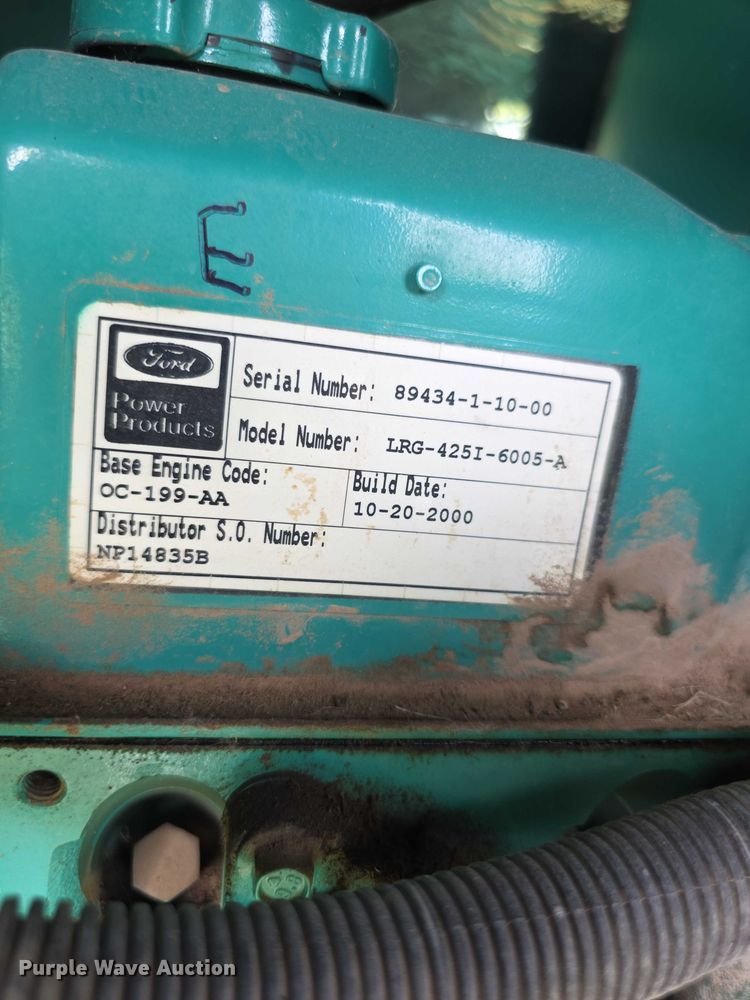 E
Ford
Power
Products
Serial Number: 89434-1-10-00
Model Number: LRG-425I-6005-A
Base Engine Code:
OC-199-AA
Build Date:
10-20-2000
Distributor S.O. Number:
NP14835B
Purple Wave Auction